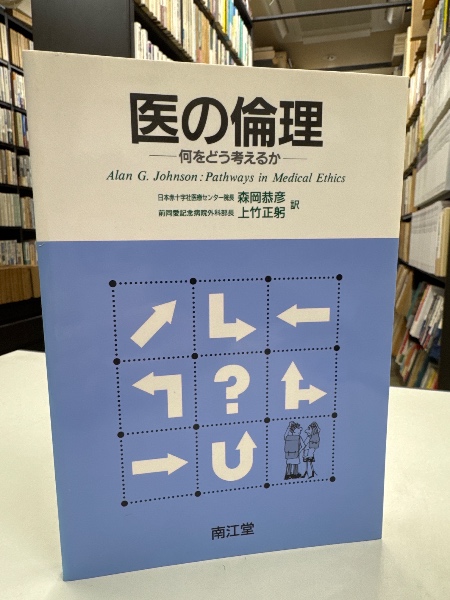 医の倫理
—何をどう考えるか—
Alan G. Johnson : Pathways in Medical Ethics
日本赤十字社医療センター院長 森岡恭彦
前同愛記念病院外科部長 上竹正躬 訳
?
南江堂